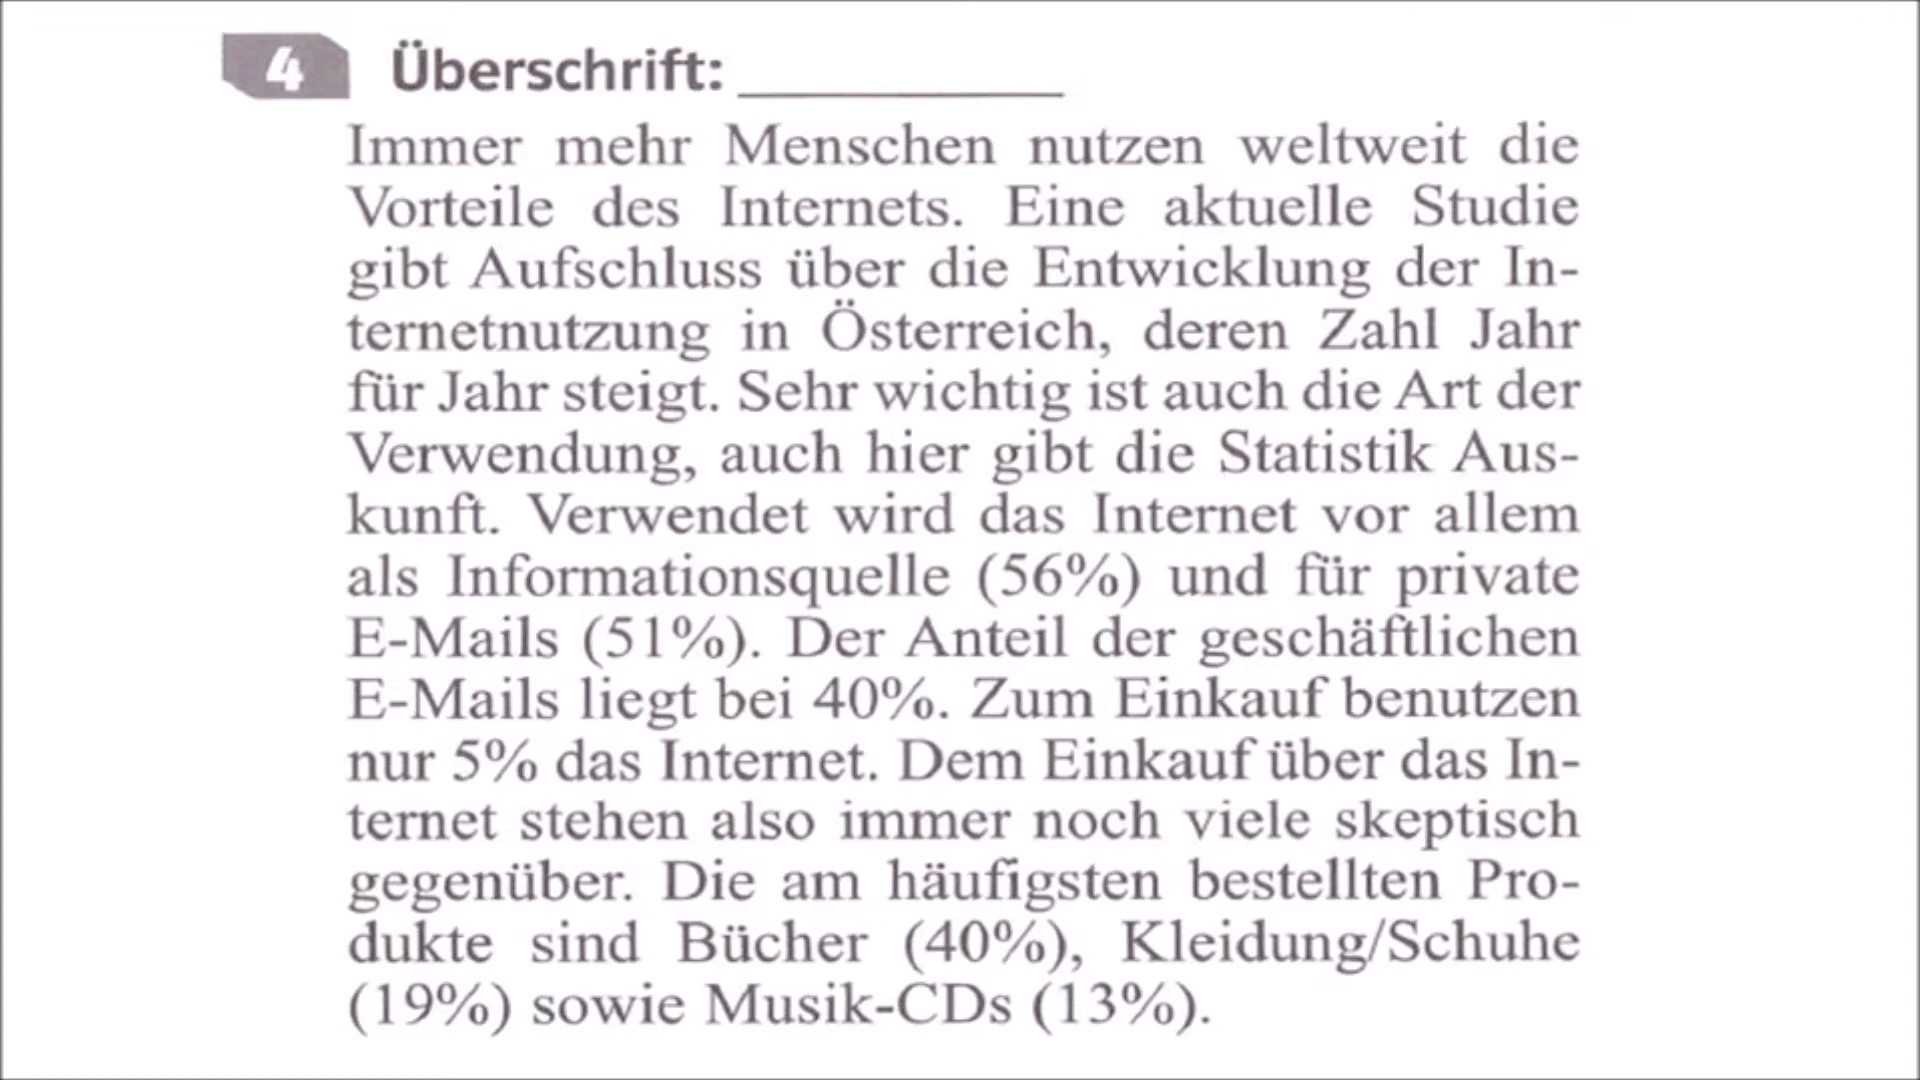 4 Überschrift: __________
Immer mehr Menschen nutzen weltweit die
Vorteile des Internets. Eine aktuelle Studie
gibt Aufschluss über die Entwicklung der In-
ternetnutzung in Österreich, deren Zahl Jahr
für Jahr steigt. Sehr wichtig ist auch die Art der
Verwendung, auch hier gibt die Statistik Aus-
kunft. Verwendet wird das Internet vor allem
als Informationsquelle (56%) und für private
E-Mails (51%). Der Anteil der geschäftlichen
E-Mails liegt bei 40%. Zum Einkauf benutzen
nur 5% das Internet. Dem Einkauf über das In-
ternet stehen also immer noch viele skeptisch
gegenüber. Die am häufigsten bestellten Pro-
dukte sind Bücher (40%), Kleidung/Schuhe
(19%) sowie Musik-CDs (13%).